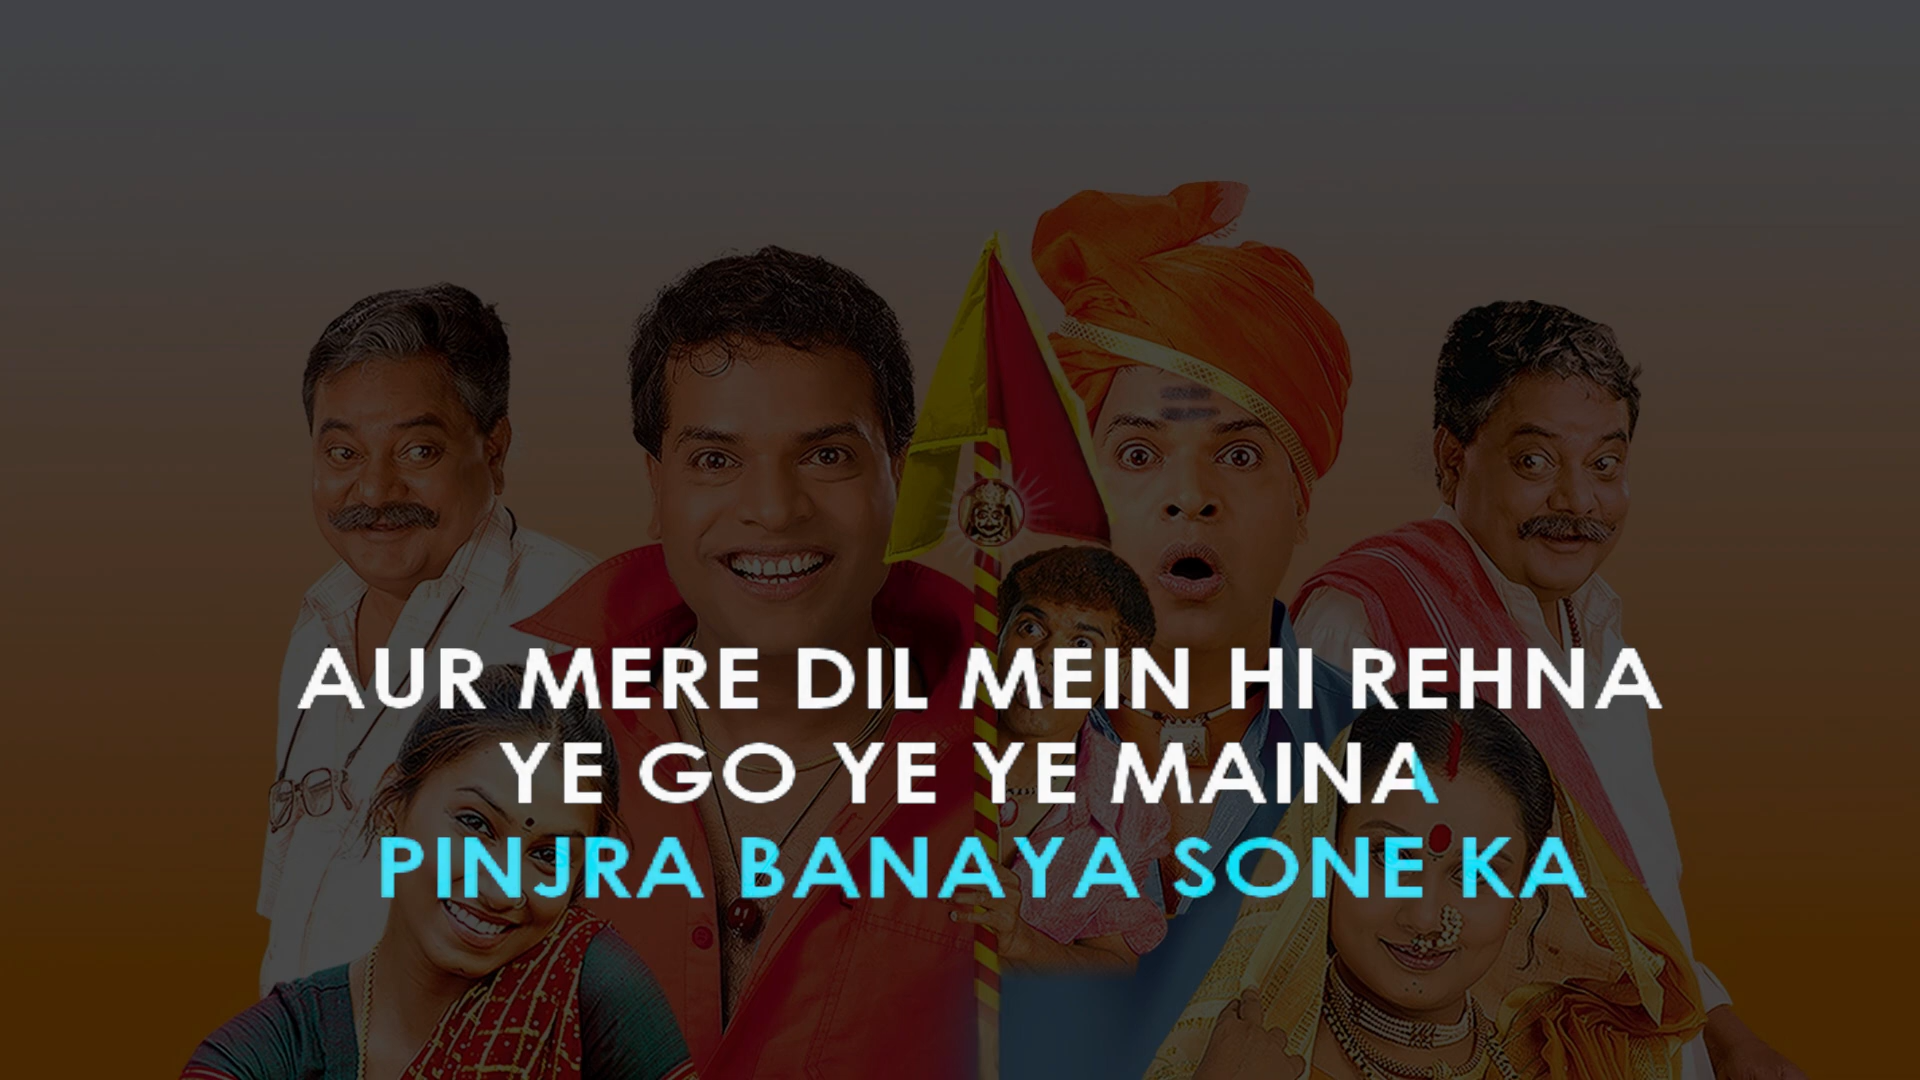 AUR MERE DIL MEIN HI REHNA
YE GO YE YE MAINA
PINJRA BANAYA SONE KA